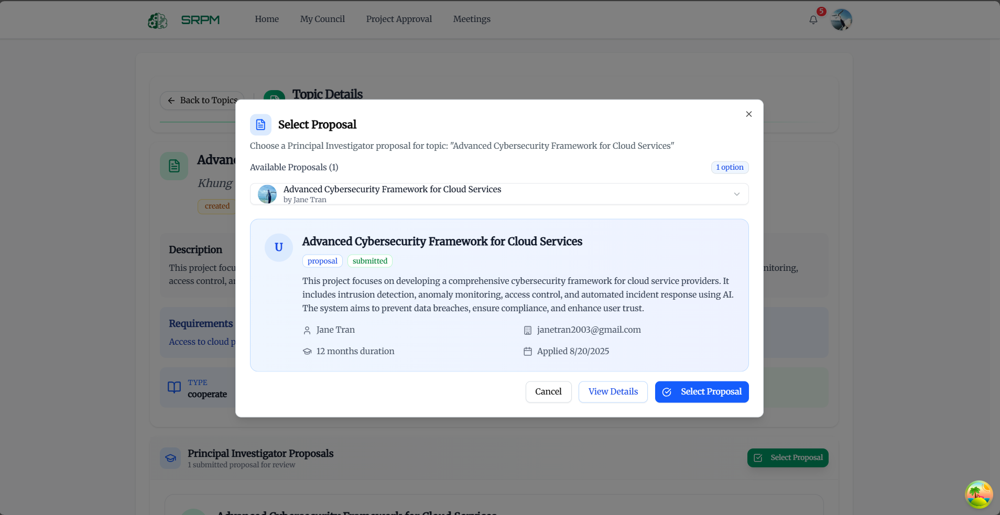 SRPM
Home
My Council
Project Approval
Meetings
5
Back to Topics
Topic Details
Select Proposal
Choose a Principal Investigator proposal for topic: "Advanced Cybersecurity Framework for Cloud Services"
Available Proposals (1)
1 option
Advanced Cybersecurity Framework for Cloud Services
by Jane Tran
U
Advanced Cybersecurity Framework for Cloud Services
proposal
submitted
This project focuses on developing a comprehensive cybersecurity framework for cloud service providers. It
includes intrusion detection, anomaly monitoring, access control, and automated incident response using AI.
The system aims to prevent data breaches, ensure compliance, and enhance user trust.
Jane Tran
janetran2003@gmail.com
12 months duration
Applied 8/20/2025
Cancel
View Details
Select Proposal
Khung
created
Description
This project
nitoring,
access control,
Requirements
Access to cloud
TYPE
cooperate
Principal Investigator Proposals
1 submitted proposal for review
Select Proposal
Advanced Cybersecurity Framework for Cloud Services